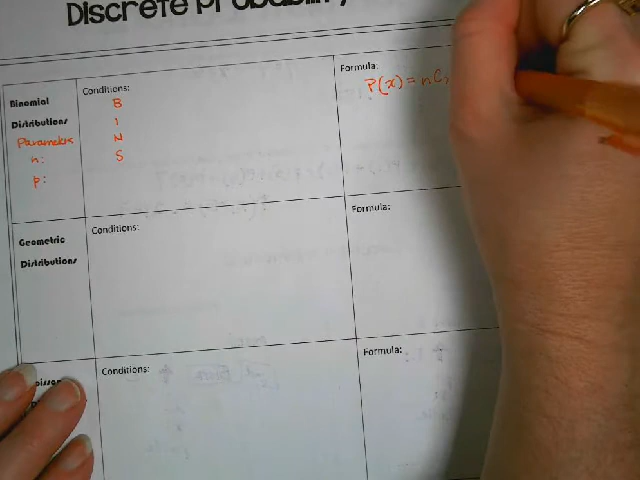 Discrete Probability
Binomial
Distributions
Parameters
n:
p:
Conditions:
B
I
N
S
Formula:
P(x) = nC
Geometric
Distributions
Conditions:
Formula:
Conditions:
Formula: